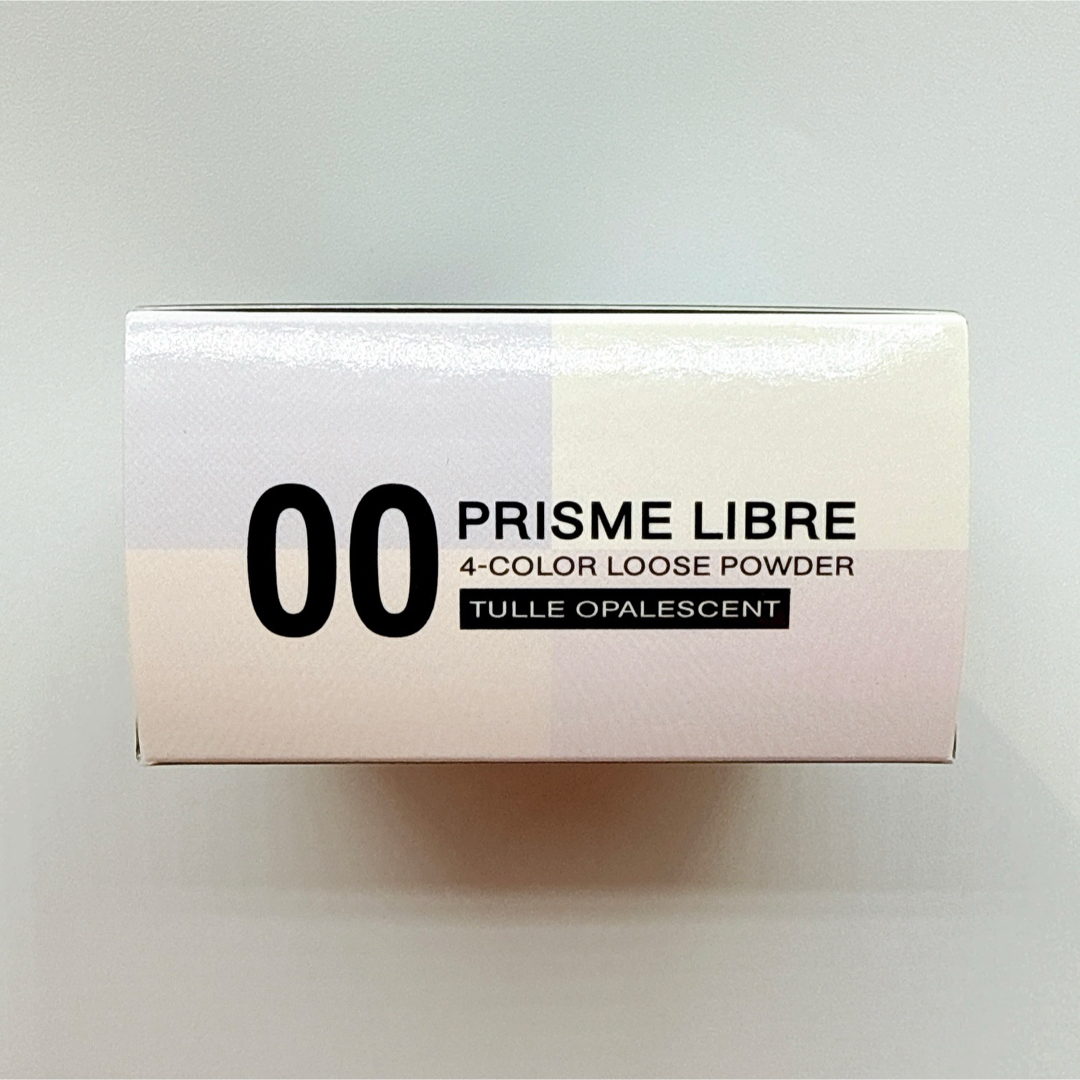 00
PRISME LIBRE
4-COLOR LOOSE POWDER
TULLE OPALESCENT